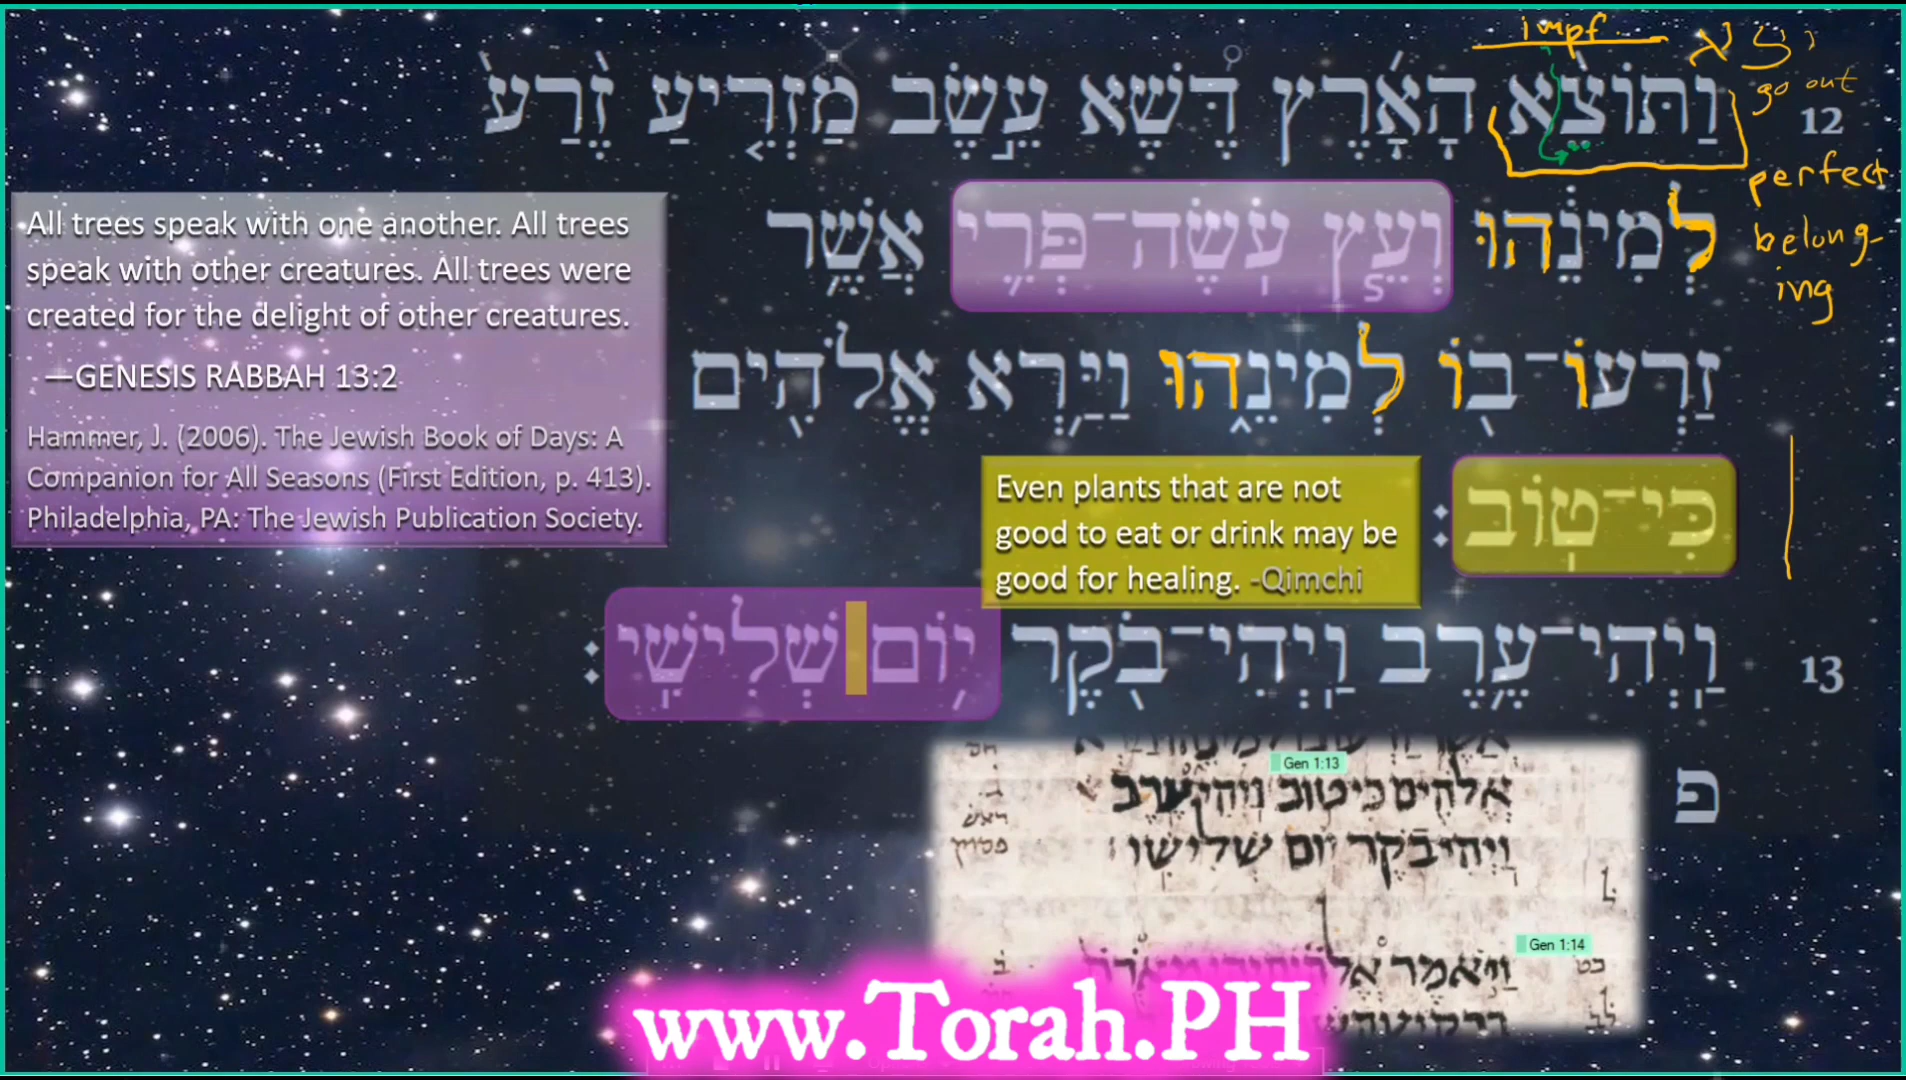 impf.
יצא
go out
12 וַתּוֹצֵ֨א הָאָ֜רֶץ דֶּ֠שֶׁא עֵ֣שֶׂב מַזְרִ֤יעַ זֶ֙רַע֙
perfect
לְמִינֵ֔הוּ וְעֵ֧ץ עֹֽשֶׂה־פְּרִ֛י אֲשֶׁ֥ר
belong-
ing
זַרְעוֹ־ב֖וֹ לְמִינֵ֑הוּ וַיַּ֥רְא אֱלֹהִ֖ים
כִּי־טֽוֹב׃
All trees speak with one another. All trees
speak with other creatures. All trees were
created for the delight of other creatures.
—GENESIS RABBAH 13:2
Hammer, J. (2006). The Jewish Book of Days: A
Companion for All Seasons (First Edition, p. 413).
Philadelphia, PA: The Jewish Publication Society.
Even plants that are not
good to eat or drink may be
good for healing. -Qimchi
13 וַֽיְהִי־עֶ֥רֶב וַֽיְהִי־בֹ֖קֶר י֥וֹם שְׁלִישִֽׁי׃
פ
Gen 1:13
אלהים כי טוב ויהי ערב
ויהי בקר יום שלישי
Gen 1:14
ויאמר אלהים יהי מארת
www.Torah.PH